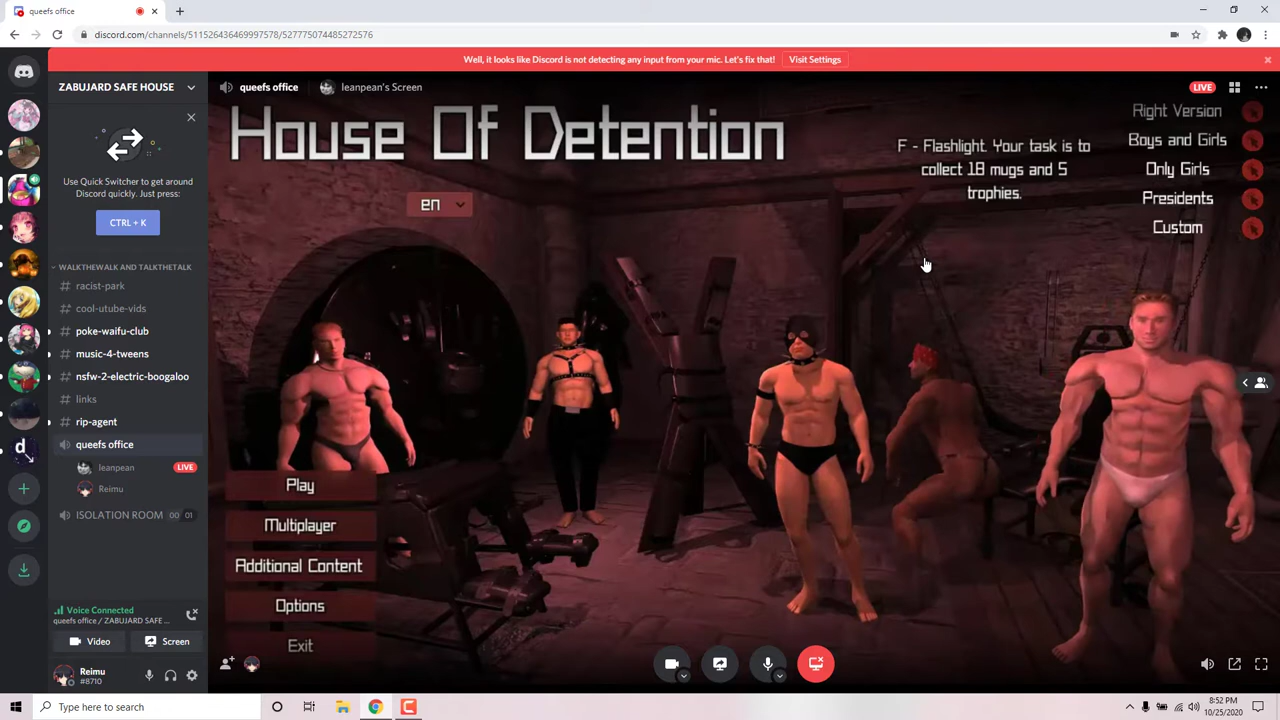 queefs office
discord.com/channels/511526436469997578/527775074485272576
Well, it looks like Discord is not detecting any input from your mic. Let's fix that!
Visit Settings
ZABUJARD SAFE HOUSE
Use Quick Switcher to get around
Discord quickly. Just press:
CTRL + K
WALKTHEWALK AND TALKTHETALK
# racist-park
# cool-utube-vids
# poke-waifu-club
# music-4-tweens
# nsfw-2-electric-boogaloo
# links
# rip-agent
queefs office
leanpean LIVE
Reimu
ISOLATION ROOM 00 01
Voice Connected
queefs office / ZABUJARD SAFE ...
Video
Screen
Reimu
#8710
queefs office
leanpean's Screen
LIVE
House Of Detention
en
F - Flashlight. Your task is to
collect 18 mugs and 5
trophies.
Right Version
Boys and Girls
Only Girls
Presidents
Custom
Play
Multiplayer
Additional Content
Options
Exit
Type here to search
8:52 PM
10/25/2020